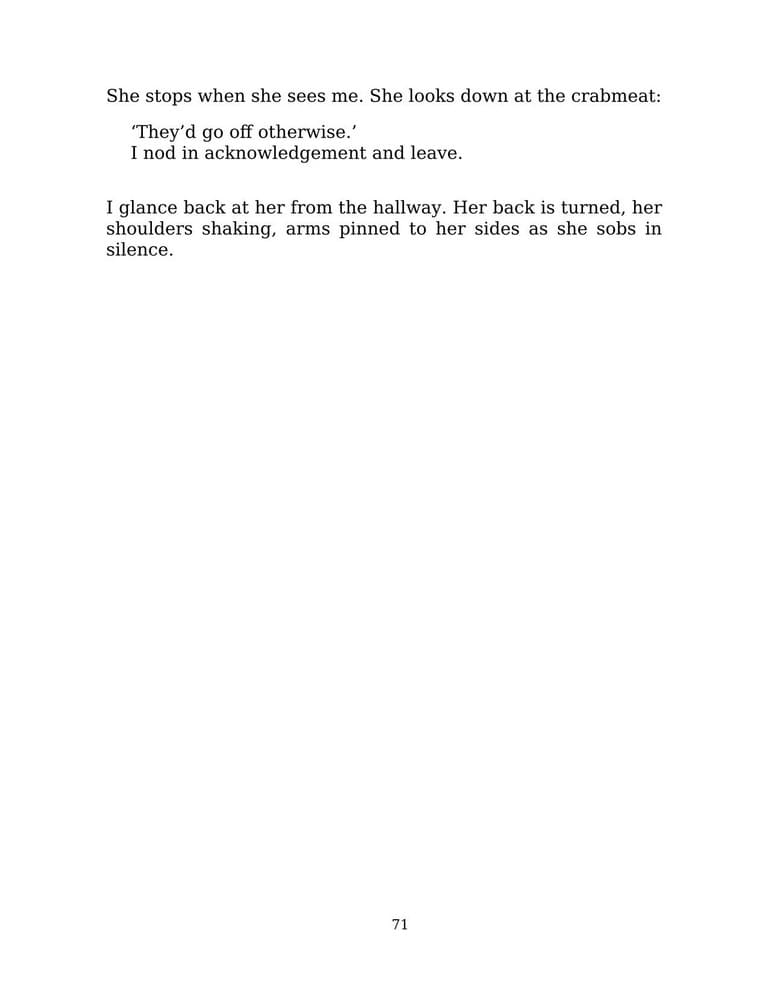 She stops when she sees me. She looks down at the crabmeat:
‘They’d go off otherwise.’
I nod in acknowledgement and leave.
I glance back at her from the hallway. Her back is turned, her
shoulders shaking, arms pinned to her sides as she sobs in
silence.
71